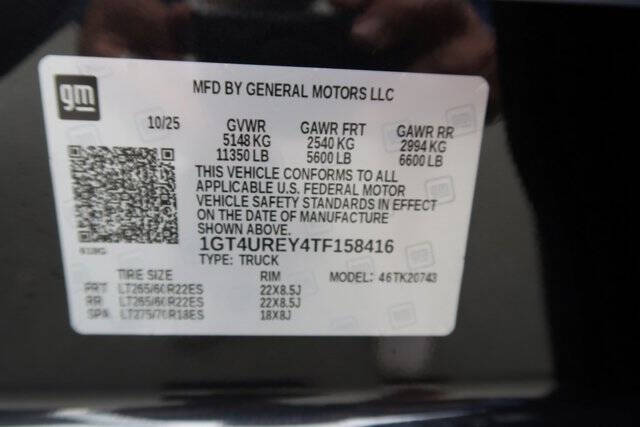 gm
MFD BY GENERAL MOTORS LLC
10/25 GVWR GAWR FRT GAWR RR
5148 KG 2540 KG 2994 KG
11350 LB 5600 LB 6600 LB
THIS VEHICLE CONFORMS TO ALL
APPLICABLE U.S. FEDERAL MOTOR
VEHICLE SAFETY STANDARDS IN EFFECT
ON THE DATE OF MANUFACTURE
SHOWN ABOVE.
1GT4UREY4TF158416
TYPE: TRUCK
TIRE SIZE RIM MODEL: 46TK20743
FRT LT265/60R22ES 22X8.5J
RR LT265/60R22ES 22X8.5J
SPA LT275/70R18ES 18X8J